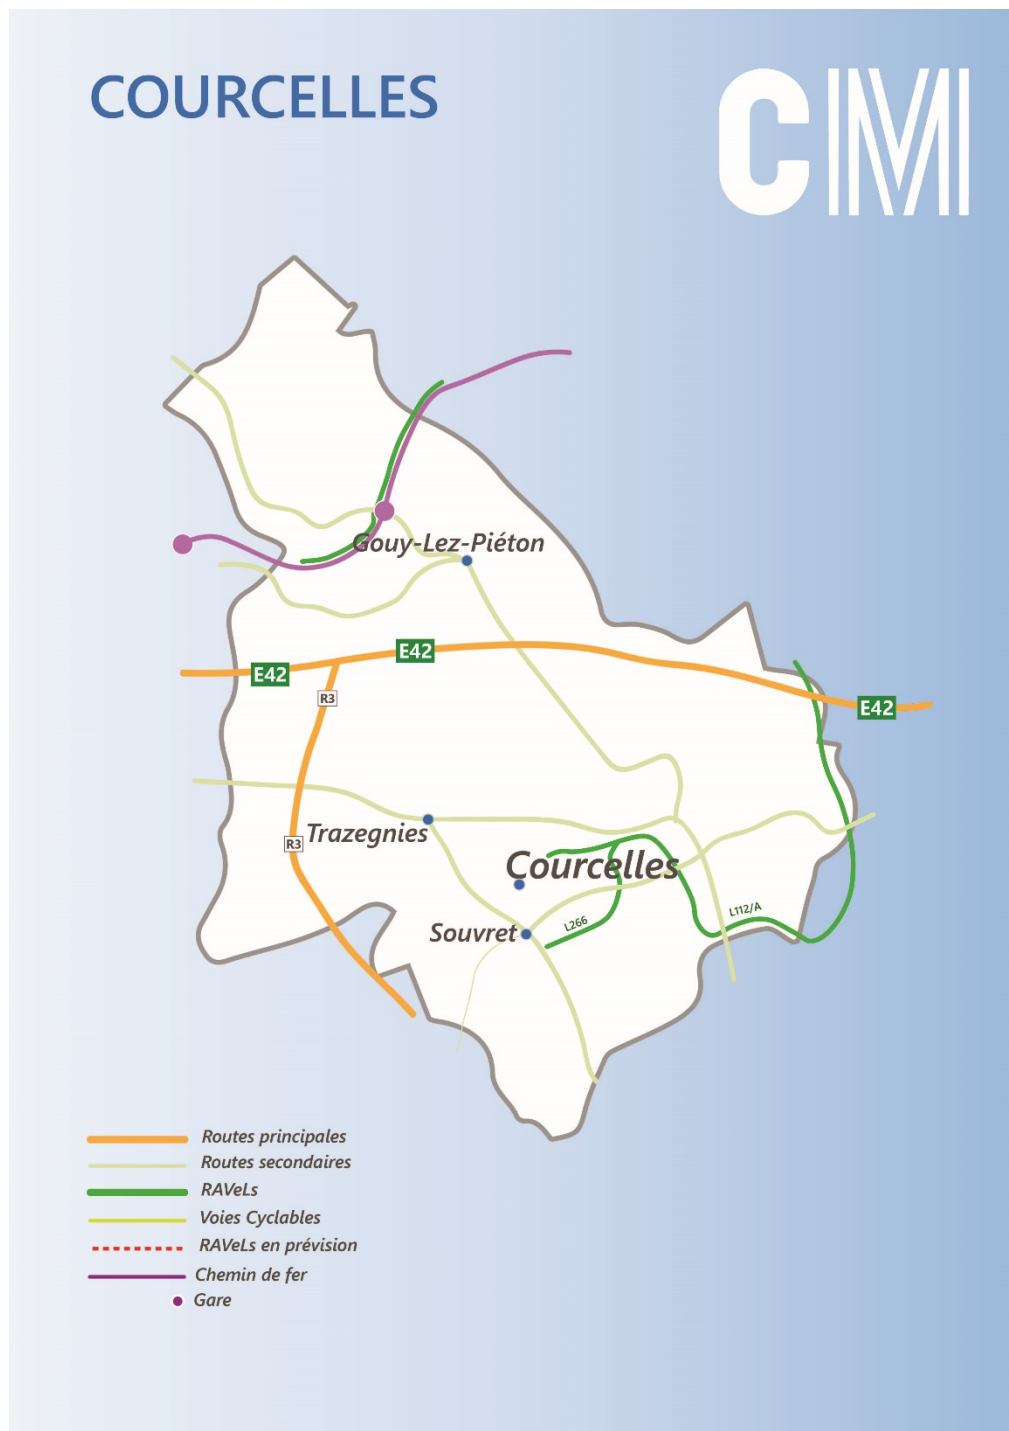 COURCELLES
CM
Gouy-Lez-Piéton
E42
E42
R3
E42
Trazegnies
R3
Courcelles
L112/A
L266
Souvret
Routes principales
Routes secondaires
RAVeLs
Voies Cyclables
RAVeLs en prévision
Chemin de fer
Gare